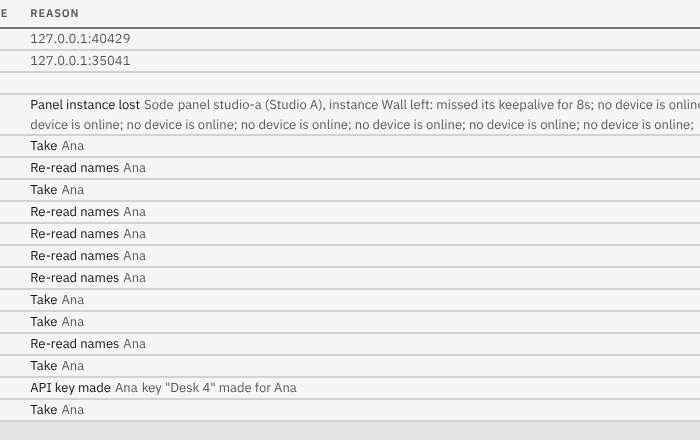 E REASON
127.0.0.1:40429
127.0.0.1:35041
Panel instance lost Sode panel studio-a (Studio A), instance Wall left: missed its keepalive for 8s; no device is online
device is online; no device is online; no device is online; no device is online; no device is online; no device is online;
Take Ana
Re-read names Ana
Take Ana
Re-read names Ana
Re-read names Ana
Re-read names Ana
Re-read names Ana
Take Ana
Take Ana
Re-read names Ana
Take Ana
API key made Ana key "Desk 4" made for Ana
Take Ana